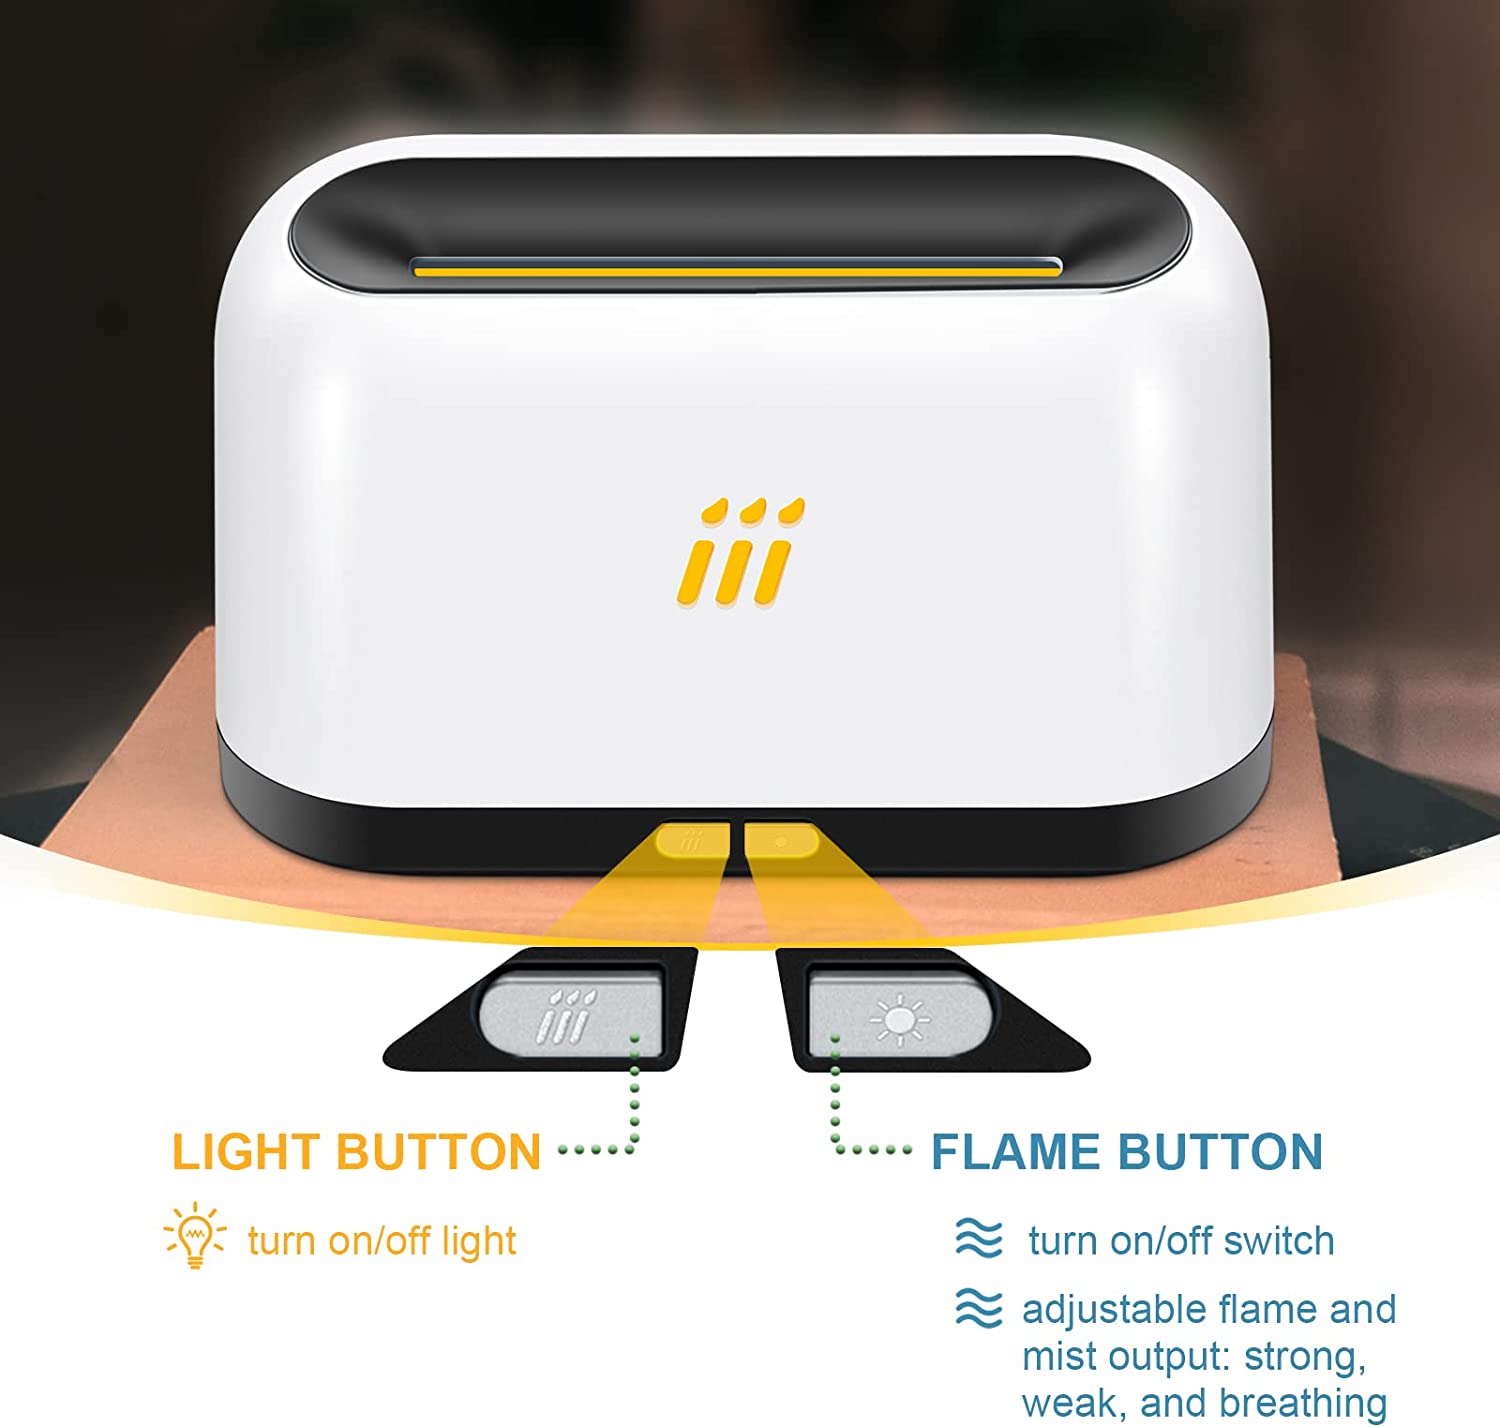 LIGHT BUTTON
turn on/off light
FLAME BUTTON
turn on/off switch
adjustable flame and
mist output: strong,
weak, and breathing